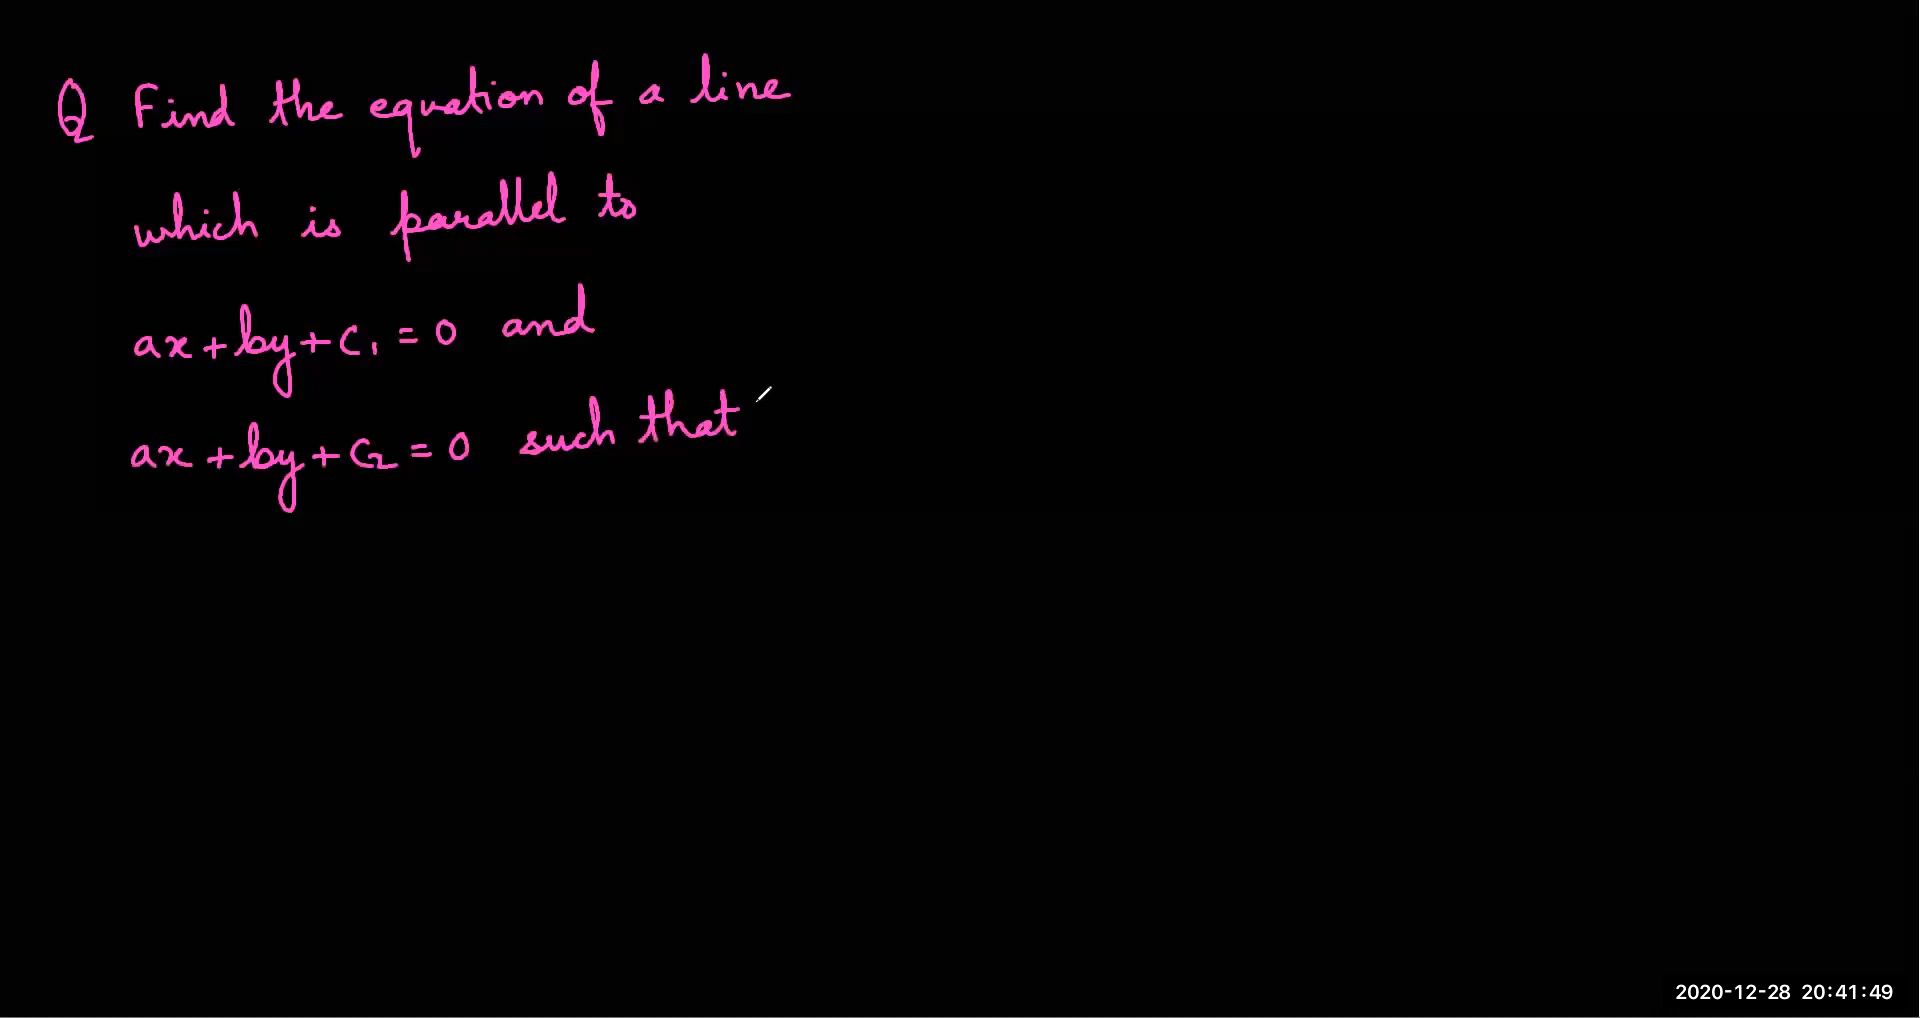 Q Find the equation of a line
which is parallel to
ax + by + c₁ = 0 and
ax + by + c₂ = 0 such that
2020-12-28 20:41:49